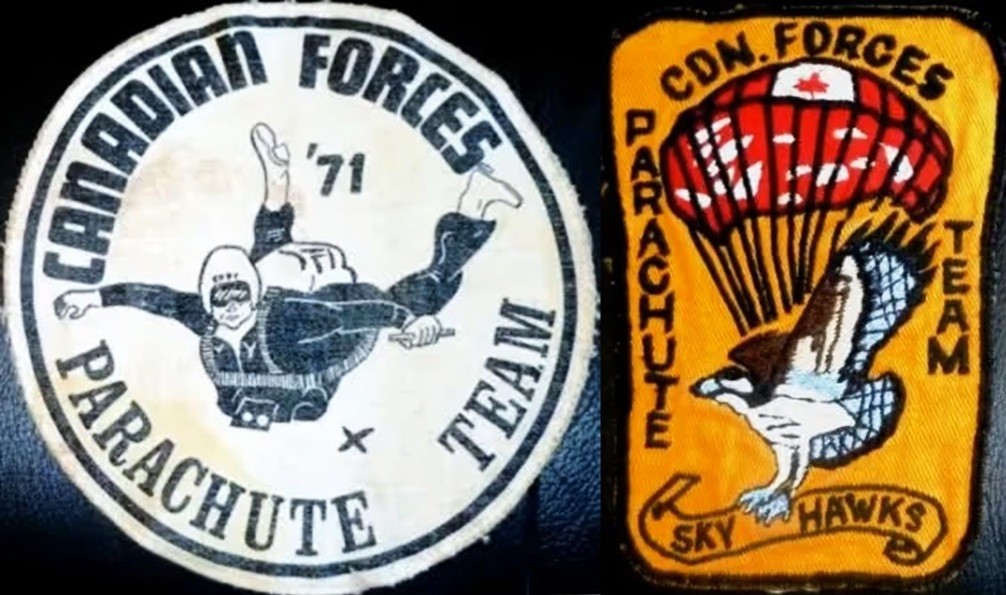 CANADIAN FORCES
'71
PARACHUTE TEAM
CDN. FORCES
PARACHUTE
TEAM
SKY HAWKS